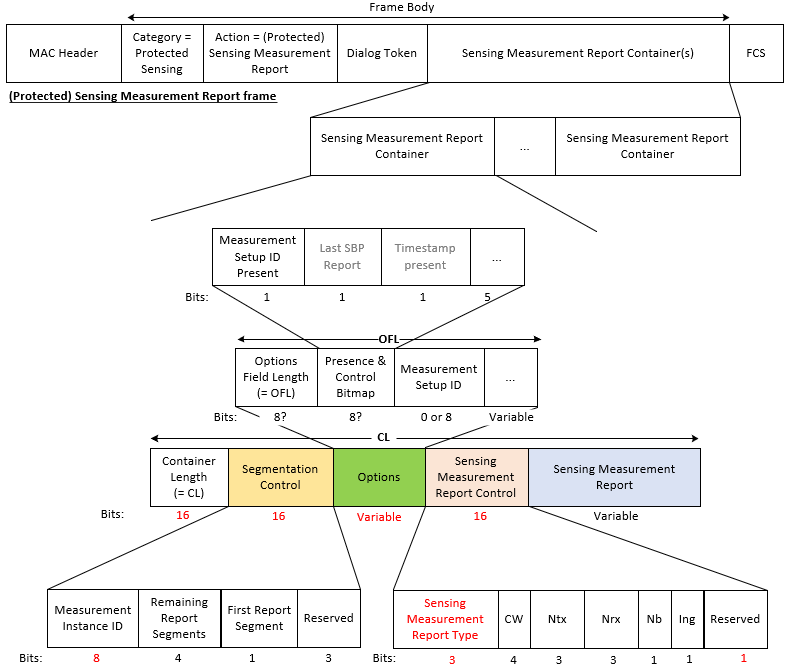 Frame Body
MAC Header
Category =
Protected
Sensing
Action = (Protected)
Sensing Measurement
Report
Dialog Token
Sensing Measurement Report Container(s)
FCS
(Protected) Sensing Measurement Report frame
Sensing Measurement Report
Container
...
Sensing Measurement Report
Container
Measurement
Setup ID
Present
Last SBP
Report
Timestamp
present
...
Bits: 1 1 1 5
OFL
Options
Field Length
(= OFL)
Presence &
Control
Bitmap
Measurement
Setup ID
...
Bits: 8? 8? 0 or 8 Variable
CL
Container
Length
(= CL)
Segmentation
Control
Options
Sensing
Measurement
Report Control
Sensing Measurement
Report
Bits: 16 16 Variable 16 Variable
Measurement
Instance ID
Remaining
Report
Segments
First Report
Segment
Reserved
Bits: 8 4 1 3
Sensing
Measurement
Report Type
CW
Ntx
Nrx
Nb
Ing
Reserved
Bits: 3 4 3 3 1 1 1